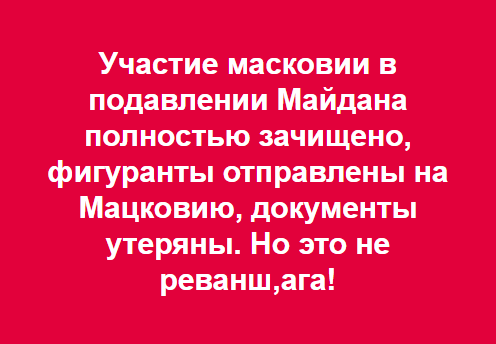 Участие масковии в
подавлении Майдана
полностью зачищено,
фигуранты отправлены на
Мацковию, документы
утеряны. Но это не
реванш,ага!